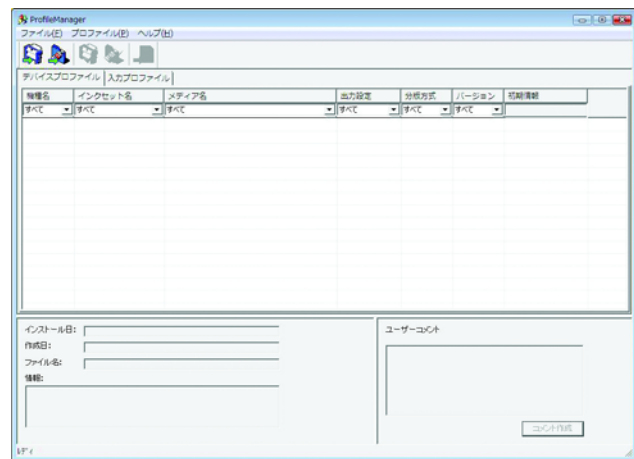 ProfileManager
ファイル(F) プロファイル(P) ヘルプ(H)
デバイスプロファイル 入力プロファイル
機種名 インクセット名 メディア名 出力設定 分版方式 バージョン 初期情報
すべて すべて すべて すべて すべて すべて
インストール日:
作成日:
ファイル名:
情報:
ユーザーコメント
コメント作成
レディ